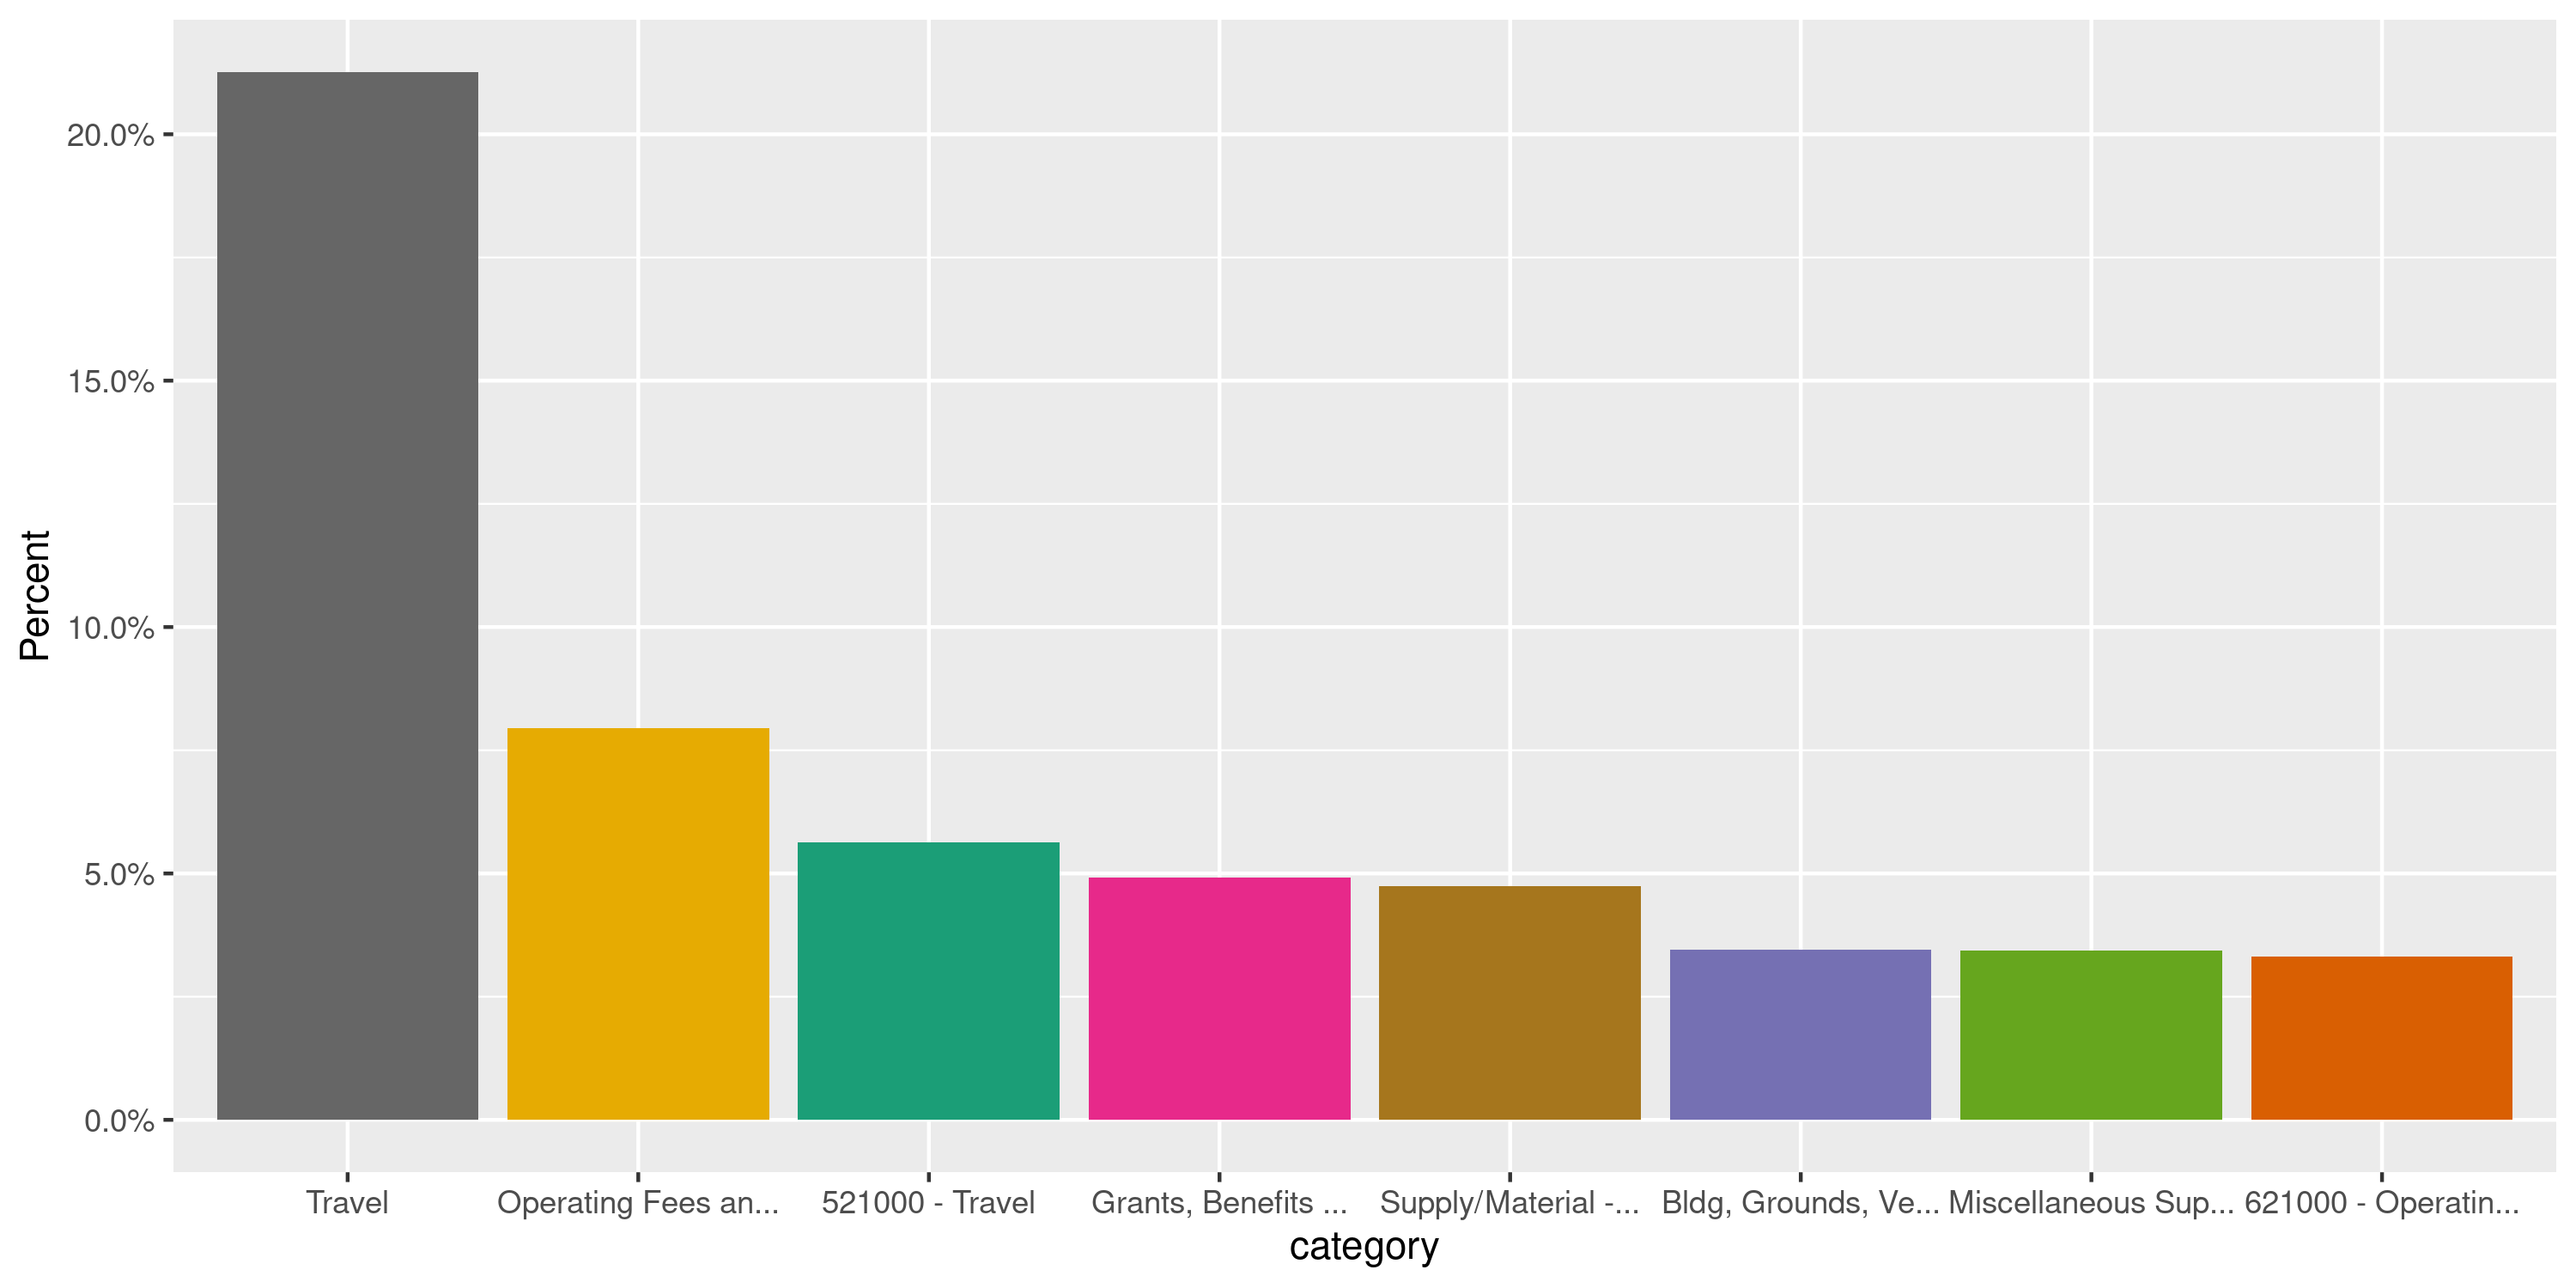 20.0%
15.0%
10.0%
5.0%
0.0%
Percent
Travel
Operating Fees an...
521000 - Travel
Grants, Benefits ...
Supply/Material -...
Bldg, Grounds, Ve...
Miscellaneous Sup...
621000 - Operatin...
category